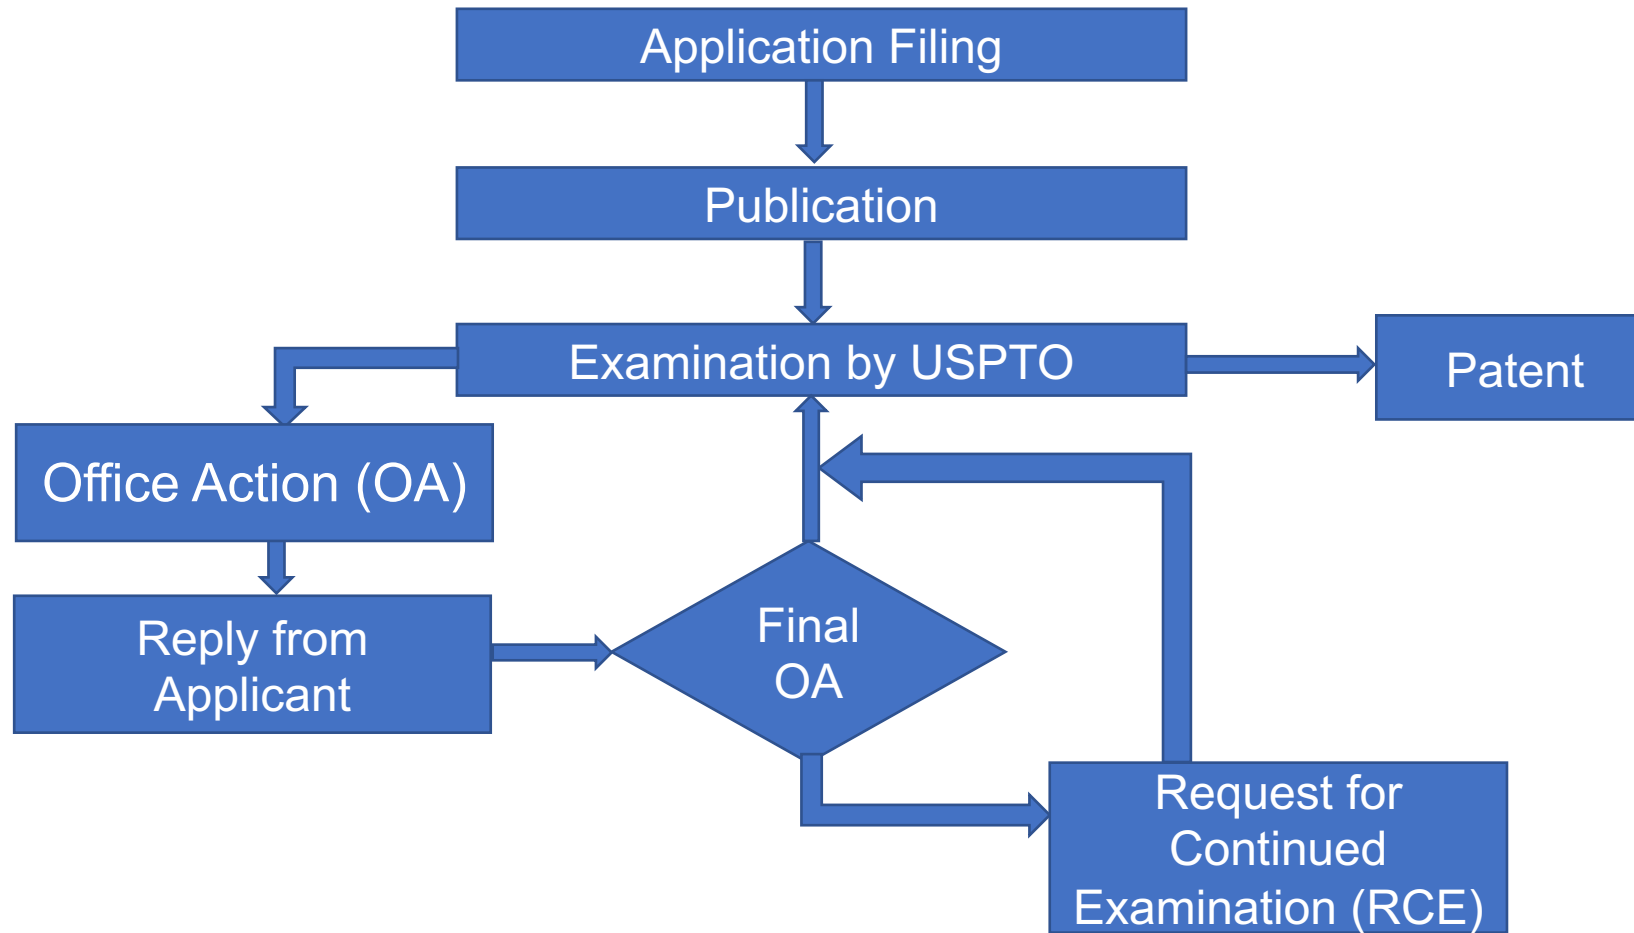 Application Filing
Publication
Examination by USPTO
Patent
Office Action (OA)
Reply from
Applicant
Final
OA
Request for
Continued
Examination (RCE)